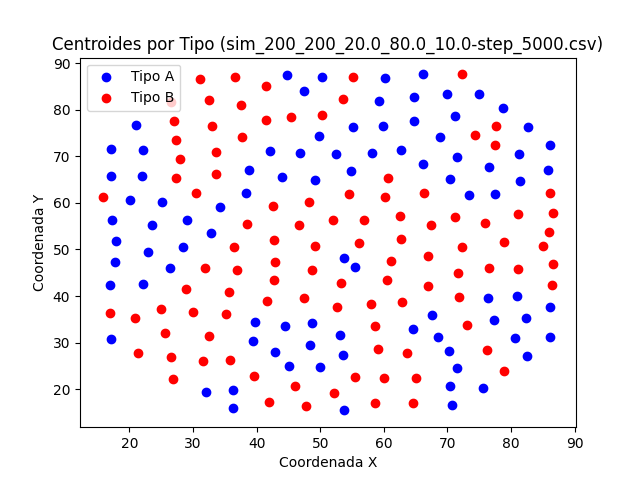 Centroides por Tipo (sim_200_200_20.0_80.0_10.0-step_5000.csv)
Tipo A
Tipo B
90
80
70
60
50
40
30
20
Coordenada Y
20 30 40 50 60 70 80 90
Coordenada X